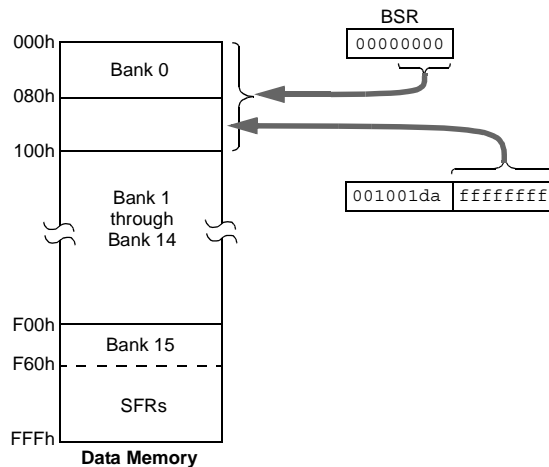 BSR
00000000
000h
Bank 0
080h
100h
001001da ffffffff
Bank 1
through
Bank 14
F00h
Bank 15
F60h
SFRs
FFFh
Data Memory